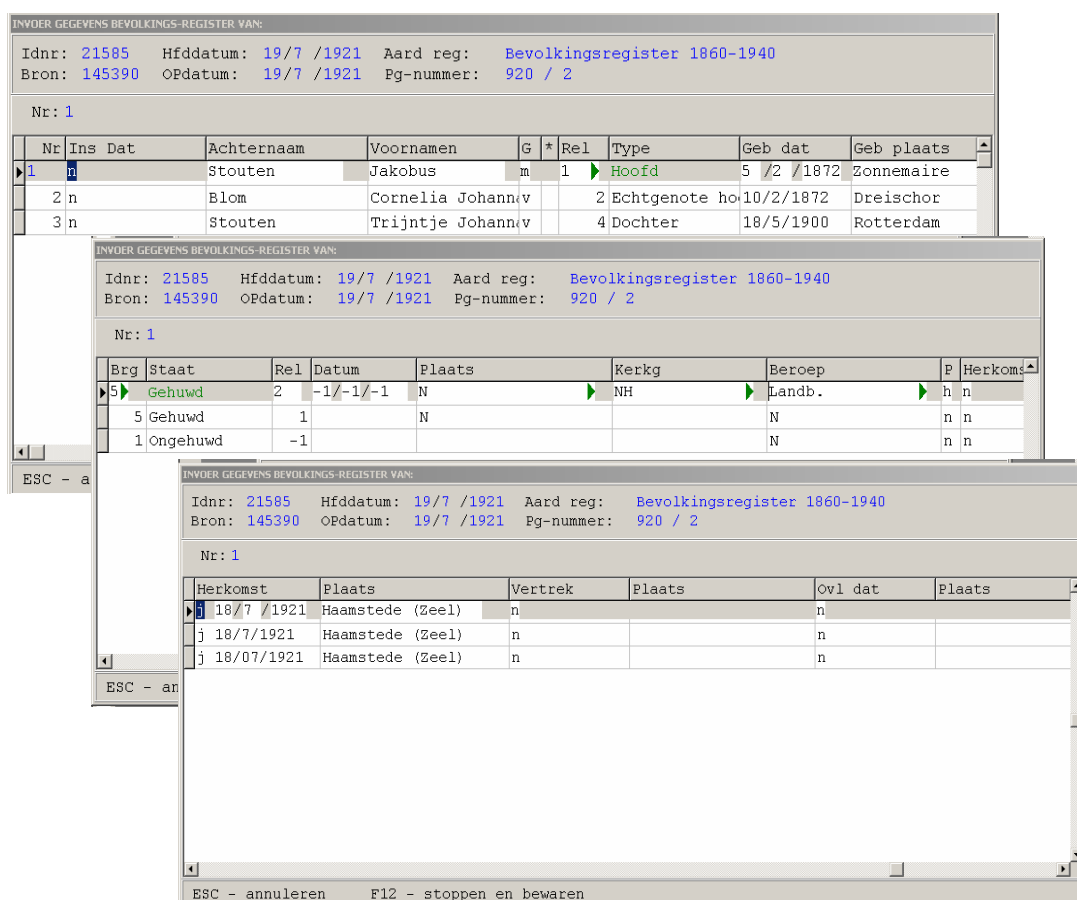 INVOER GEGEVENS BEVOLKINGS-REGISTER VAN:
Idnr: 21585 Hfddatum: 19/7 /1921 Aard reg: Bevolkingsregister 1860-1940
Bron: 145390 OPdatum: 19/7 /1921 Pg-nummer: 920 / 2
Nr: 1
Nr Ins Dat Achternaam Voornamen G * Rel Type Geb dat Geb plaats
1 n Stouten Jakobus m 1 Hoofd 5 /2 /1872 Zonnemaire
2 n Blom Cornelia Johanna v 2 Echtgenote ho 10/2/1872 Dreischor
3 n Stouten Trijntje Johann v 4 Dochter 18/5/1900 Rotterdam
ESC - a
INVOER GEGEVENS BEVOLKINGS-REGISTER VAN:
Idnr: 21585 Hfddatum: 19/7 /1921 Aard reg: Bevolkingsregister 1860-1940
Bron: 145390 OPdatum: 19/7 /1921 Pg-nummer: 920 / 2
Nr: 1
Brg Staat Rel Datum Plaats Kerkg Beroep P Herkoms
5 Gehuwd 2 -1/-1/-1 N NH Landb. h n
5 Gehuwd 1 N N n n
1 Ongehuwd -1 N n n
ESC - an
INVOER GEGEVENS BEVOLKINGS-REGISTER VAN:
Idnr: 21585 Hfddatum: 19/7 /1921 Aard reg: Bevolkingsregister 1860-1940
Bron: 145390 OPdatum: 19/7 /1921 Pg-nummer: 920 / 2
Nr: 1
Herkomst Plaats Vertrek Plaats Ovl dat Plaats
j 18/7 /1921 Haamstede (Zeel) n n
j 18/7/1921 Haamstede (Zeel) n n
j 18/07/1921 Haamstede (Zeel) n n
ESC - annuleren F12 - stoppen en bewaren